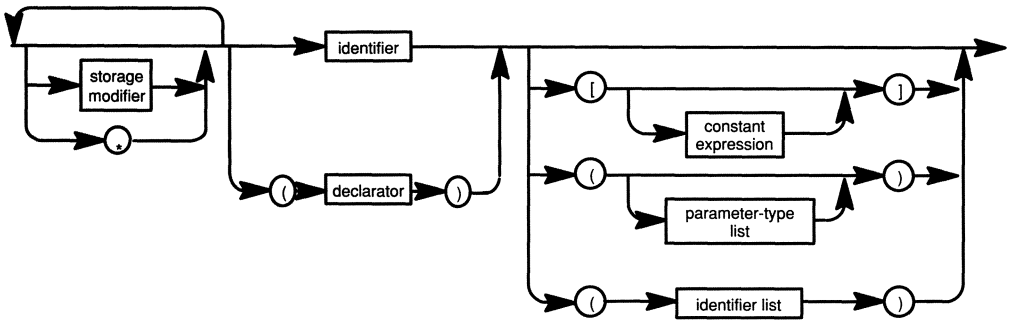 identifier
storage
modifier
*
[
]
constant
expression
( declarator )
(
)
parameter-type
list
( identifier list )